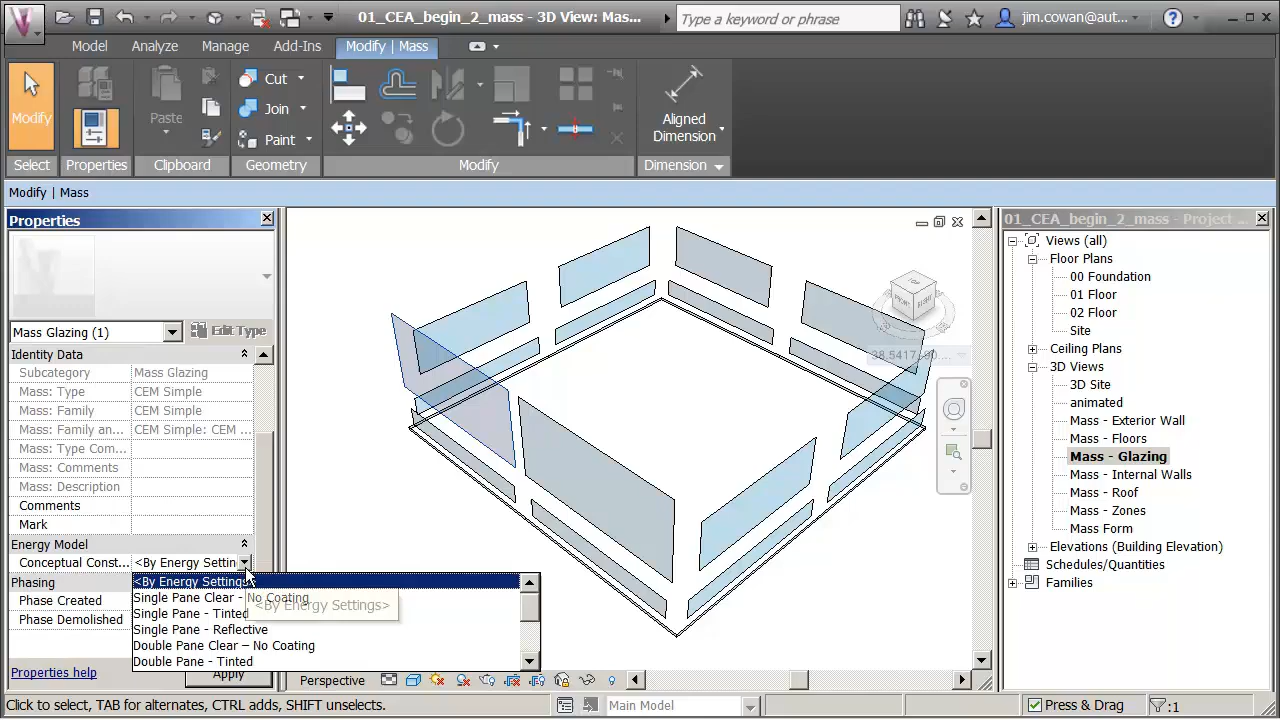 01_CEA_begin_2_mass - 3D View: Mas...
Type a keyword or phrase
jim.cowan@aut...
Model
Analyze
Manage
Add-Ins
Modify | Mass
Modify
Paste
Cut
Join
Paint
Aligned
Dimension
Select
Properties
Clipboard
Geometry
Modify
Dimension
Modify | Mass
Properties
Mass Glazing (1)
Edit Type
Identity Data
Subcategory Mass Glazing
Mass: Type CEM Simple
Mass: Family CEM Simple
Mass: Family an... CEM Simple: CEM ...
Mass: Type Com...
Mass: Comments
Mass: Description
Comments
Mark
Energy Model
Conceptual Const... <By Energy Settin
Phasing
Phase Created
Phase Demolished
<By Energy Settings
Single Pane Clear - No Coating
Single Pane - Tinted
Single Pane - Reflective
Double Pane Clear – No Coating
Double Pane - Tinted
<By Energy Settings>
Properties help
Apply
TOP
FRONT
RIGHT
Perspective
01_CEA_begin_2_mass - Project ...
Views (all)
Floor Plans
00 Foundation
01 Floor
02 Floor
Site
Ceiling Plans
3D Views
3D Site
animated
Mass - Exterior Wall
Mass - Floors
Mass - Glazing
Mass - Internal Walls
Mass - Roof
Mass - Zones
Mass Form
Elevations (Building Elevation)
Schedules/Quantities
Families
Click to select, TAB for alternates, CTRL adds, SHIFT unselects.
Main Model
Press & Drag
:1